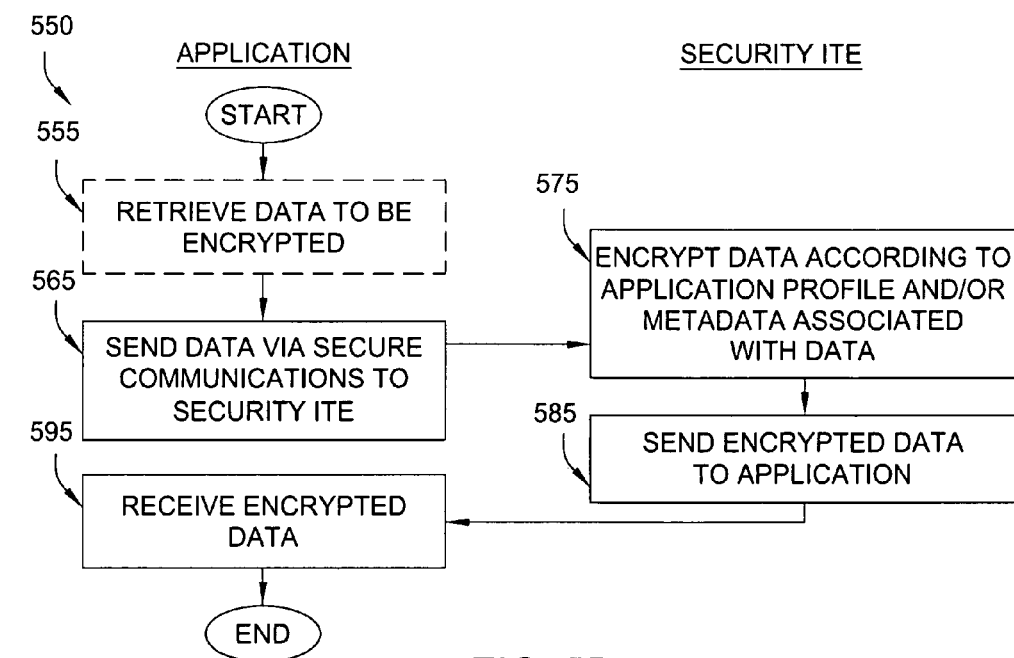 550
APPLICATION
SECURITY ITE
START
555
RETRIEVE DATA TO BE
ENCRYPTED
565
SEND DATA VIA SECURE
COMMUNICATIONS TO
SECURITY ITE
575
ENCRYPT DATA ACCORDING TO
APPLICATION PROFILE AND/OR
METADATA ASSOCIATED
WITH DATA
585
SEND ENCRYPTED DATA
TO APPLICATION
595
RECEIVE ENCRYPTED
DATA
END